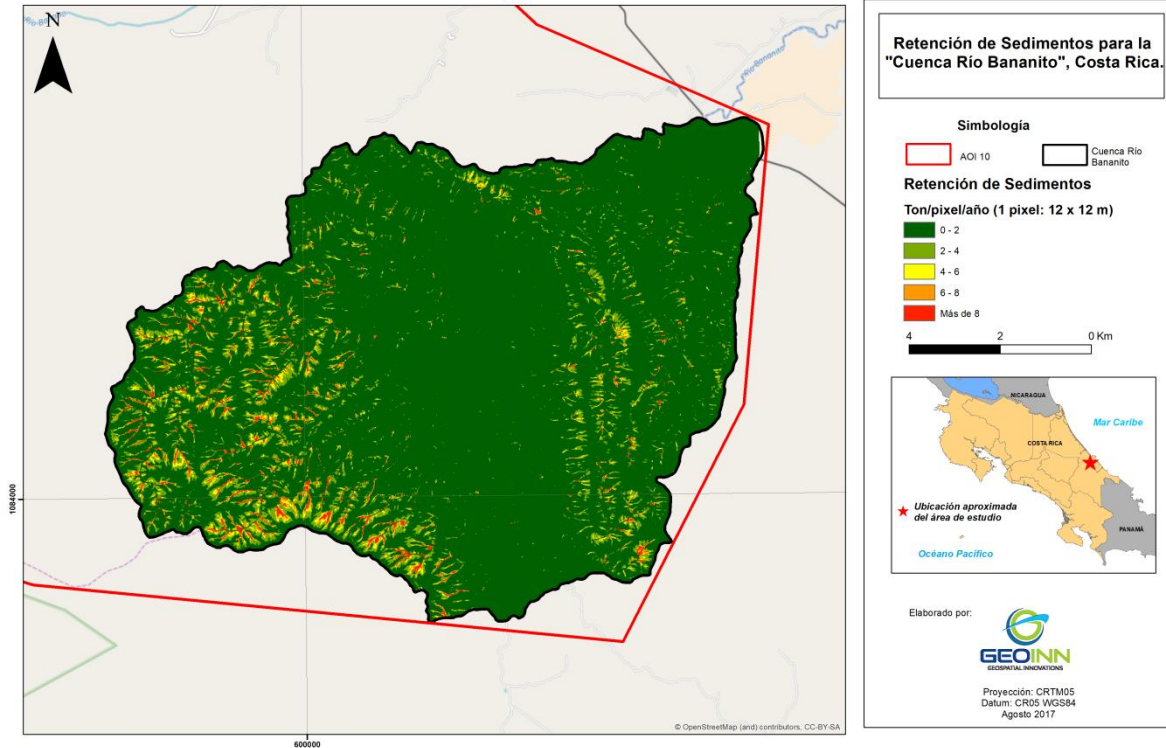 N
Río Bananito
© OpenStreetMap (and) contributors, CC-BY-SA
1084000
600000
Retención de Sedimentos para la
"Cuenca Río Bananito", Costa Rica.
Simbología
AOI 10
Cuenca Río
Bananito
Retención de Sedimentos
Ton/pixel/año (1 pixel: 12 x 12 m)
0 - 2
2 - 4
4 - 6
6 - 8
Más de 8
4
2
0 Km
NICARAGUA
Mar Caribe
COSTA RICA
Ubicación aproximada
del área de estudio
PANAMÁ
Océano Pacífico
Elaborado por:
GEOINN
GEOSPATIAL INNOVATIONS
Proyección: CRTM05
Datum: CR05 WGS84
Agosto 2017